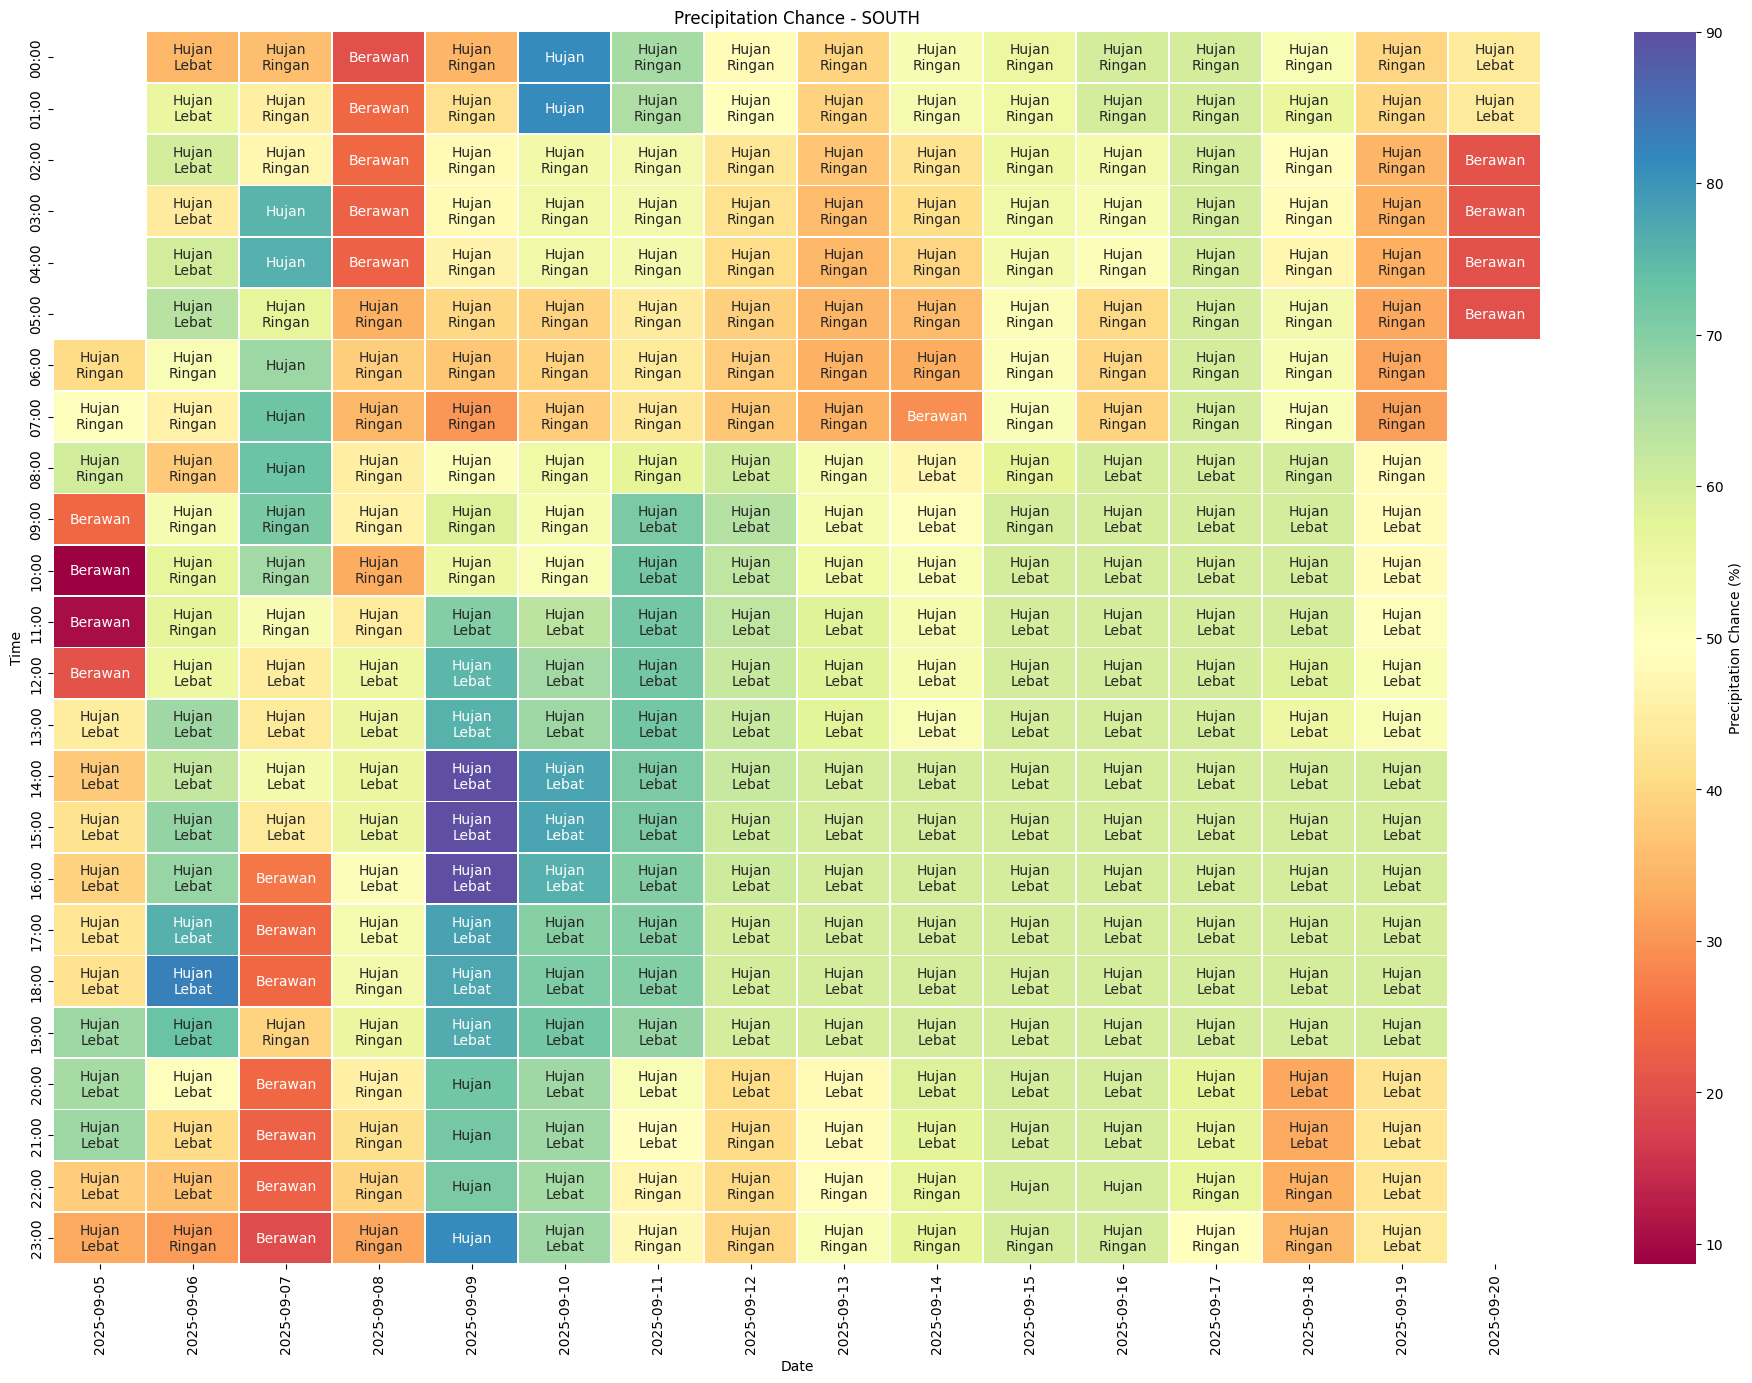 Precipitation Chance - SOUTH
00:00 Hujan Lebat Hujan Ringan Berawan Hujan Ringan Hujan Hujan Ringan Hujan Ringan Hujan Ringan Hujan Ringan Hujan Ringan Hujan Ringan Hujan Ringan Hujan Ringan Hujan Ringan Hujan Lebat
01:00 Hujan Lebat Hujan Ringan Berawan Hujan Ringan Hujan Hujan Ringan Hujan Ringan Hujan Ringan Hujan Ringan Hujan Ringan Hujan Ringan Hujan Ringan Hujan Ringan Hujan Ringan Hujan Lebat
02:00 Hujan Lebat Hujan Ringan Berawan Hujan Ringan Hujan Ringan Hujan Ringan Hujan Ringan Hujan Ringan Hujan Ringan Hujan Ringan Hujan Ringan Hujan Ringan Hujan Ringan Hujan Ringan Berawan
03:00 Hujan Lebat Hujan Berawan Hujan Ringan Hujan Ringan Hujan Ringan Hujan Ringan Hujan Ringan Hujan Ringan Hujan Ringan Hujan Ringan Hujan Ringan Hujan Ringan Hujan Ringan Berawan
04:00 Hujan Lebat Hujan Berawan Hujan Ringan Hujan Ringan Hujan Ringan Hujan Ringan Hujan Ringan Hujan Ringan Hujan Ringan Hujan Ringan Hujan Ringan Hujan Ringan Hujan Ringan Berawan
05:00 Hujan Lebat Hujan Ringan Hujan Ringan Hujan Ringan Hujan Ringan Hujan Ringan Hujan Ringan Hujan Ringan Hujan Ringan Hujan Ringan Hujan Ringan Hujan Ringan Hujan Ringan Hujan Ringan Berawan
06:00 Hujan Ringan Hujan Ringan Hujan Hujan Ringan Hujan Ringan Hujan Ringan Hujan Ringan Hujan Ringan Hujan Ringan Hujan Ringan Hujan Ringan Hujan Ringan Hujan Ringan Hujan Ringan Hujan Ringan
07:00 Hujan Ringan Hujan Ringan Hujan Hujan Ringan Hujan Ringan Hujan Ringan Hujan Ringan Hujan Ringan Hujan Ringan Berawan Hujan Ringan Hujan Ringan Hujan Ringan Hujan Ringan Hujan Ringan
08:00 Hujan Ringan Hujan Ringan Hujan Hujan Ringan Hujan Ringan Hujan Ringan Hujan Ringan Hujan Lebat Hujan Ringan Hujan Lebat Hujan Ringan Hujan Lebat Hujan Ringan Hujan Ringan Hujan Ringan
09:00 Berawan Hujan Ringan Hujan Ringan Hujan Ringan Hujan Ringan Hujan Ringan Hujan Lebat Hujan Lebat Hujan Lebat Hujan Lebat Hujan Ringan Hujan Lebat Hujan Lebat Hujan Lebat Hujan Lebat
10:00 Berawan Hujan Ringan Hujan Ringan Hujan Ringan Hujan Ringan Hujan Ringan Hujan Lebat Hujan Lebat Hujan Lebat Hujan Lebat Hujan Lebat Hujan Lebat Hujan Lebat Hujan Lebat Hujan Lebat
11:00 Berawan Hujan Ringan Hujan Ringan Hujan Ringan Hujan Lebat Hujan Lebat Hujan Lebat Hujan Lebat Hujan Lebat Hujan Lebat Hujan Lebat Hujan Lebat Hujan Lebat Hujan Lebat Hujan Lebat
12:00 Berawan Hujan Lebat Hujan Lebat Hujan Lebat Hujan Lebat Hujan Lebat Hujan Lebat Hujan Lebat Hujan Lebat Hujan Lebat Hujan Lebat Hujan Lebat Hujan Lebat Hujan Lebat Hujan Lebat
13:00 Hujan Lebat Hujan Lebat Hujan Lebat Hujan Lebat Hujan Lebat Hujan Lebat Hujan Lebat Hujan Lebat Hujan Lebat Hujan Lebat Hujan Lebat Hujan Lebat Hujan Lebat Hujan Lebat Hujan Lebat
14:00 Hujan Lebat Hujan Lebat Hujan Lebat Hujan Lebat Hujan Lebat Hujan Lebat Hujan Lebat Hujan Lebat Hujan Lebat Hujan Lebat Hujan Lebat Hujan Lebat Hujan Lebat Hujan Lebat Hujan Lebat
15:00 Hujan Lebat Hujan Lebat Hujan Lebat Hujan Lebat Hujan Lebat Hujan Lebat Hujan Lebat Hujan Lebat Hujan Lebat Hujan Lebat Hujan Lebat Hujan Lebat Hujan Lebat Hujan Lebat Hujan Lebat
16:00 Hujan Lebat Hujan Lebat Berawan Hujan Lebat Hujan Lebat Hujan Lebat Hujan Lebat Hujan Lebat Hujan Lebat Hujan Lebat Hujan Lebat Hujan Lebat Hujan Lebat Hujan Lebat Hujan Lebat
17:00 Hujan Lebat Hujan Lebat Berawan Hujan Lebat Hujan Lebat Hujan Lebat Hujan Lebat Hujan Lebat Hujan Lebat Hujan Lebat Hujan Lebat Hujan Lebat Hujan Lebat Hujan Lebat Hujan Lebat
18:00 Hujan Lebat Hujan Lebat Berawan Hujan Ringan Hujan Lebat Hujan Lebat Hujan Lebat Hujan Lebat Hujan Lebat Hujan Lebat Hujan Lebat Hujan Lebat Hujan Lebat Hujan Lebat Hujan Lebat
19:00 Hujan Lebat Hujan Lebat Hujan Ringan Hujan Ringan Hujan Lebat Hujan Lebat Hujan Lebat Hujan Lebat Hujan Lebat Hujan Lebat Hujan Lebat Hujan Lebat Hujan Lebat Hujan Lebat Hujan Lebat
20:00 Hujan Lebat Hujan Lebat Berawan Hujan Ringan Hujan Hujan Lebat Hujan Lebat Hujan Lebat Hujan Lebat Hujan Lebat Hujan Lebat Hujan Lebat Hujan Lebat Hujan Lebat Hujan Lebat
21:00 Hujan Lebat Hujan Lebat Berawan Hujan Ringan Hujan Hujan Lebat Hujan Lebat Hujan Ringan Hujan Lebat Hujan Lebat Hujan Lebat Hujan Lebat Hujan Lebat Hujan Lebat Hujan Lebat
22:00 Hujan Lebat Hujan Lebat Berawan Hujan Ringan Hujan Hujan Lebat Hujan Ringan Hujan Ringan Hujan Ringan Hujan Ringan Hujan Hujan Hujan Ringan Hujan Ringan Hujan Lebat
23:00 Hujan Lebat Hujan Ringan Berawan Hujan Ringan Hujan Hujan Lebat Hujan Ringan Hujan Ringan Hujan Ringan Hujan Ringan Hujan Ringan Hujan Ringan Hujan Ringan Hujan Ringan Hujan Lebat
Time
2025-09-05 2025-09-06 2025-09-07 2025-09-08 2025-09-09 2025-09-10 2025-09-11 2025-09-12 2025-09-13 2025-09-14 2025-09-15 2025-09-16 2025-09-17 2025-09-18 2025-09-19 2025-09-20
Date
90
80
70
60
50
40
30
20
10
Precipitation Chance (%)